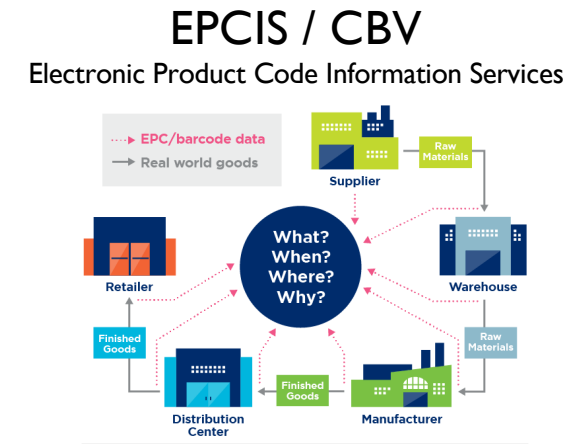 EPCIS / CBV
Electronic Product Code Information Services
EPC/barcode data
Real world goods
Raw
Materials
Supplier
What?
When?
Where?
Why?
Retailer
Warehouse
Finished
Goods
Raw
Materials
Finished
Goods
Distribution
Center
Manufacturer